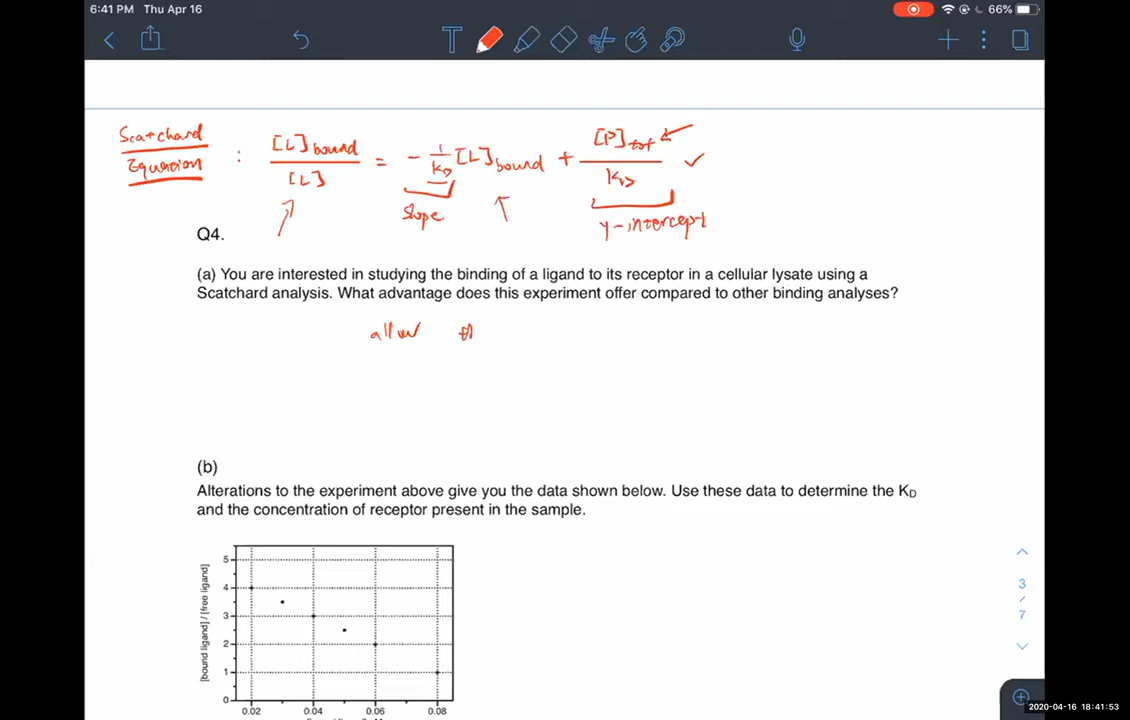 6:41 PM Thu Apr 16
66%
T
Scatchard
Equation : [L]bound / [L] = - 1/KD [L]bound + [P]tot / KD ✓
slope
y-intercept
Q4.
(a) You are interested in studying the binding of a ligand to its receptor in a cellular lysate using a
Scatchard analysis. What advantage does this experiment offer compared to other binding analyses?
allow
(b)
Alterations to the experiment above give you the data shown below. Use these data to determine the KD
and the concentration of receptor present in the sample.
[bound ligand] / [free ligand]
5
4
3
2
1
0
0.02 0.04 0.06 0.08
3
/
7
2020-04-16 18:41:53